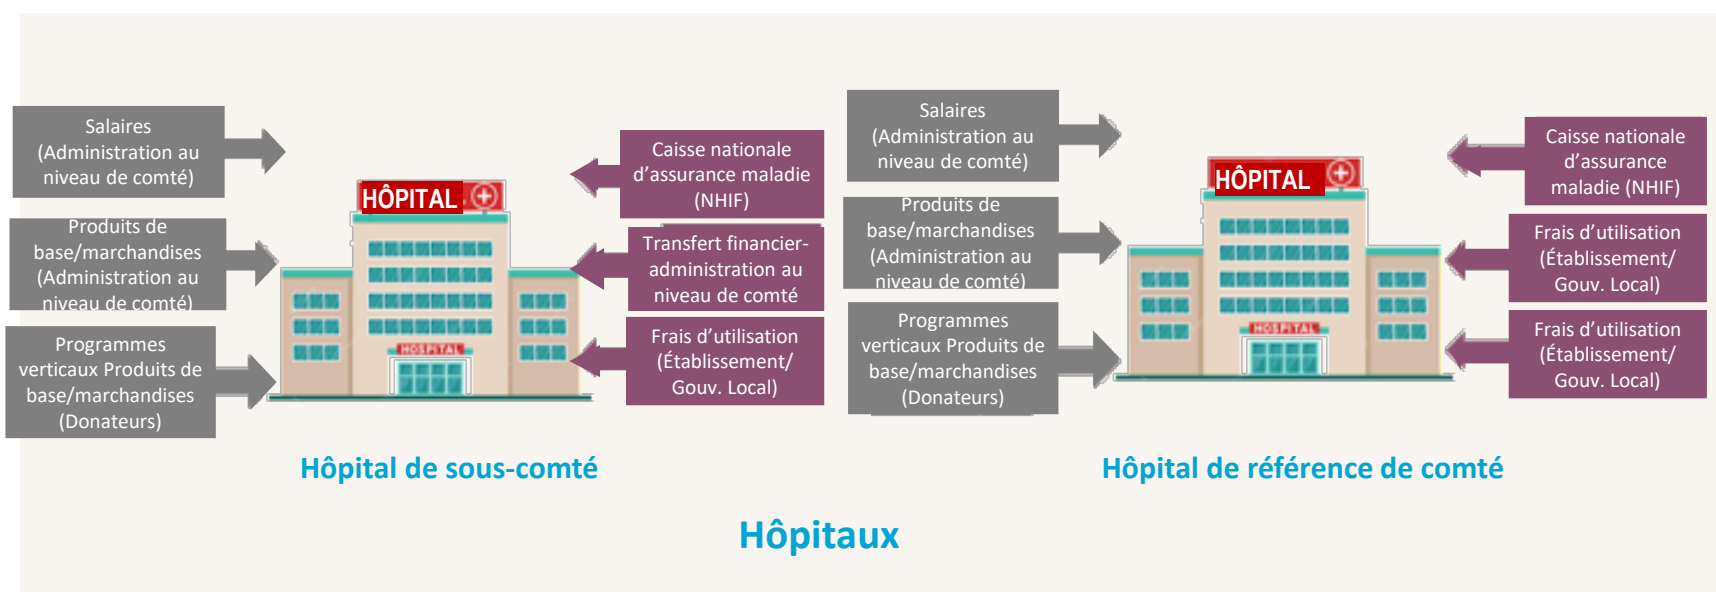 Salaires
(Administration au
niveau de comté)
Produits de
base/marchandises
(Administration au
niveau de comté)
Programmes
verticaux Produits de
base/marchandises
(Donateurs)
HÔPITAL
HOSPITAL
Caisse nationale
d’assurance maladie
(NHIF)
Transfert financier-
administration au
niveau de comté
Frais d’utilisation
(Établissement/
Gouv. Local)
Hôpital de sous-comté
Salaires
(Administration au
niveau de comté)
Produits de
base/marchandises
(Administration au
niveau de comté)
Programmes
verticaux Produits de
base/marchandises
(Donateurs)
HÔPITAL
HOSPITAL
Caisse nationale
d’assurance
maladie (NHIF)
Frais d’utilisation
(Établissement/
Gouv. Local)
Frais d’utilisation
(Établissement/
Gouv. Local)
Hôpital de référence de comté
Hôpitaux